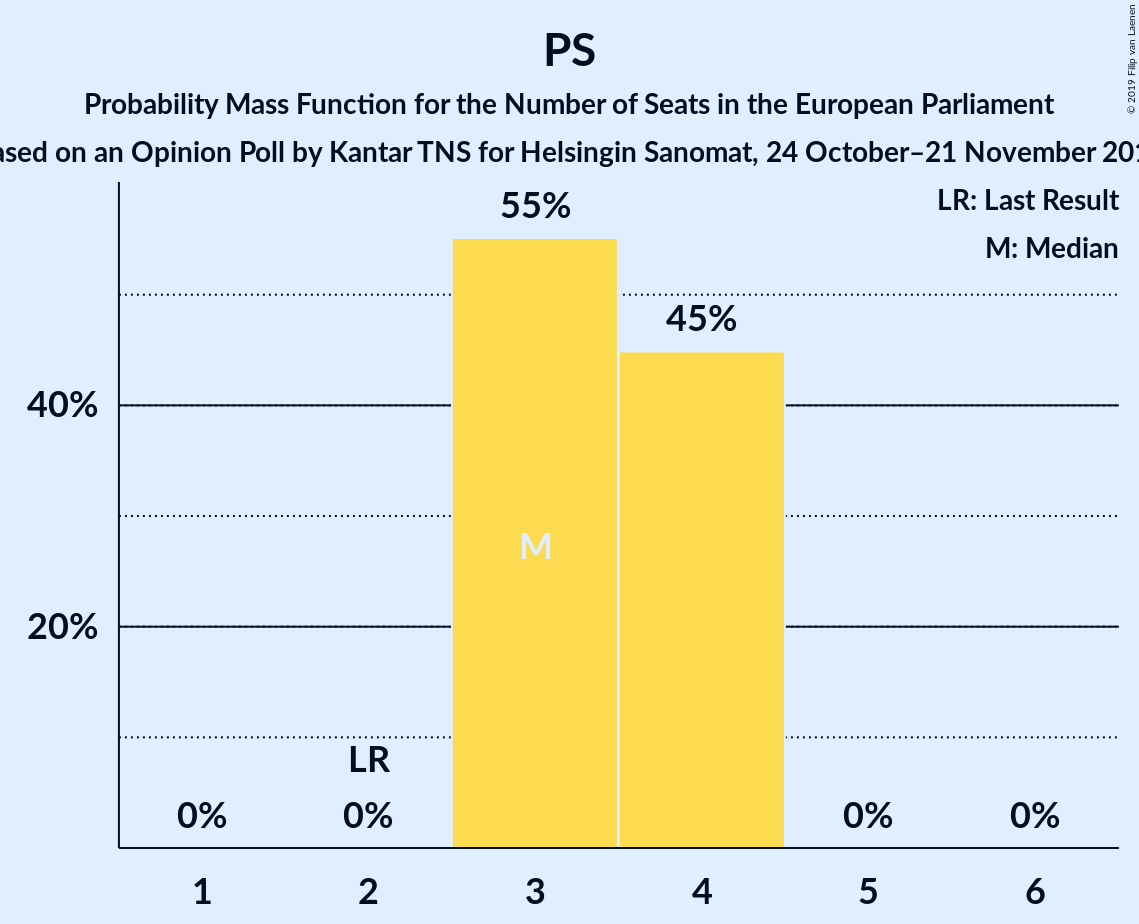 PS
Probability Mass Function for the Number of Seats in the European Parliament
on an Opinion Poll by Kantar TNS for Helsingin Sanomat, 24 October–21 November
© 2019 Filip van Laenen
LR: Last Result
M: Median
55%
45%
40%
M
20%
LR
0%
0%
0%
0%
1
2
3
4
5
6